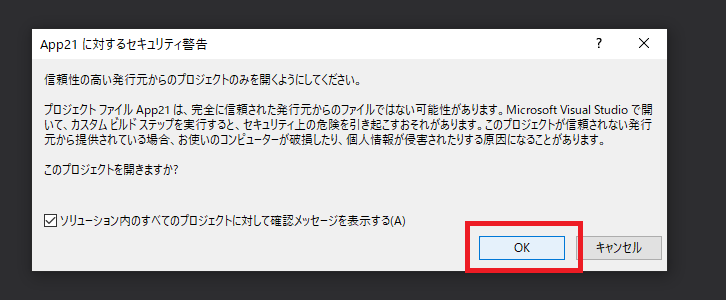 App21 に対するセキュリティ警告
?
信頼性の高い発行元からのプロジェクトのみを開くようにしてください。
プロジェクト ファイル App21 は、完全に信頼された発行元からのファイルではない可能性があります。Microsoft Visual Studio で開
いて、カスタム ビルド ステップを実行すると、セキュリティ上の危険を引き起こすおそれがあります。このプロジェクトが信頼されない発行
元から提供されている場合、お使いのコンピューターが破損したり、個人情報が侵害されたりする原因になることがあります。
このプロジェクトを開きますか?
ソリューション内のすべてのプロジェクトに対して確認メッセージを表示する(A)
OK
キャンセル